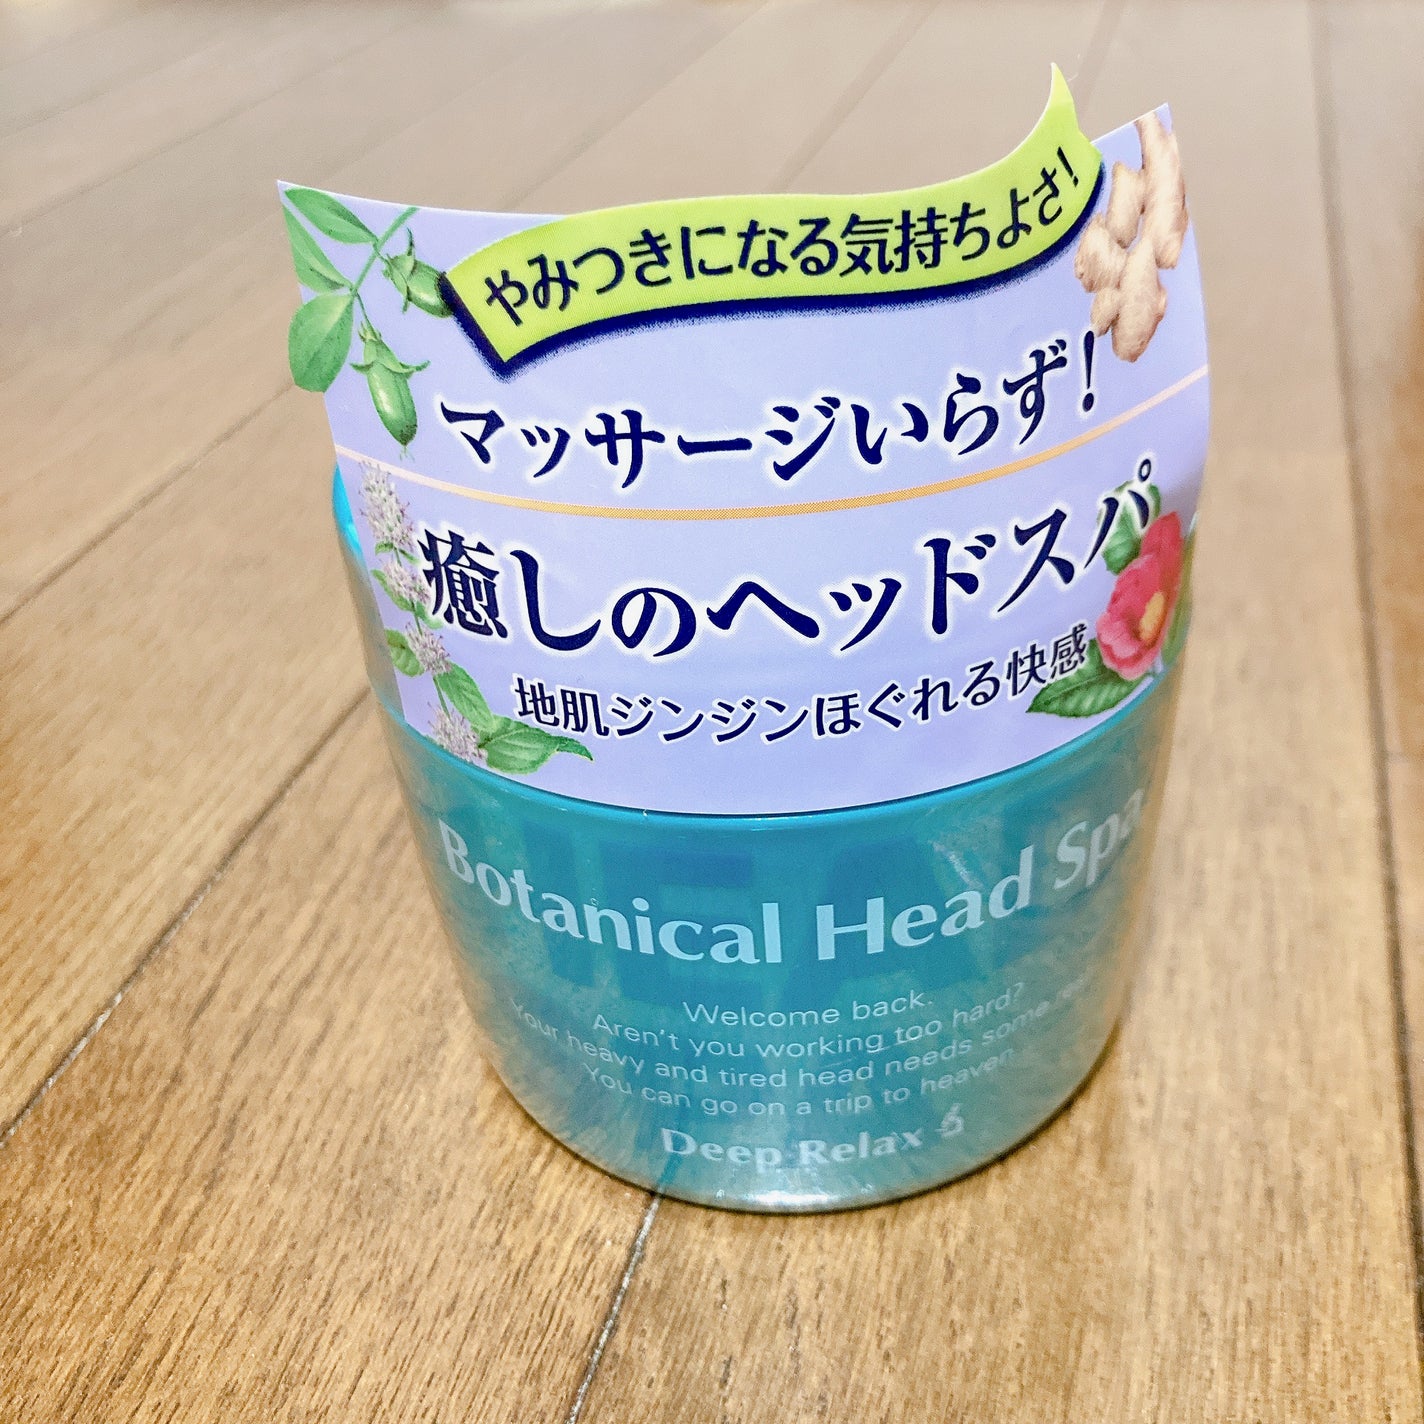 やみつきになる気持ちよさ!
マッサージいらず!
癒しのヘッドスパ
地肌ジンジンほぐれる快感
Botanical Head Spa
Welcome back.
Aren't you working too hard?
Your heavy and tired head needs some
You can go on a trip to heaven
Deep Relax